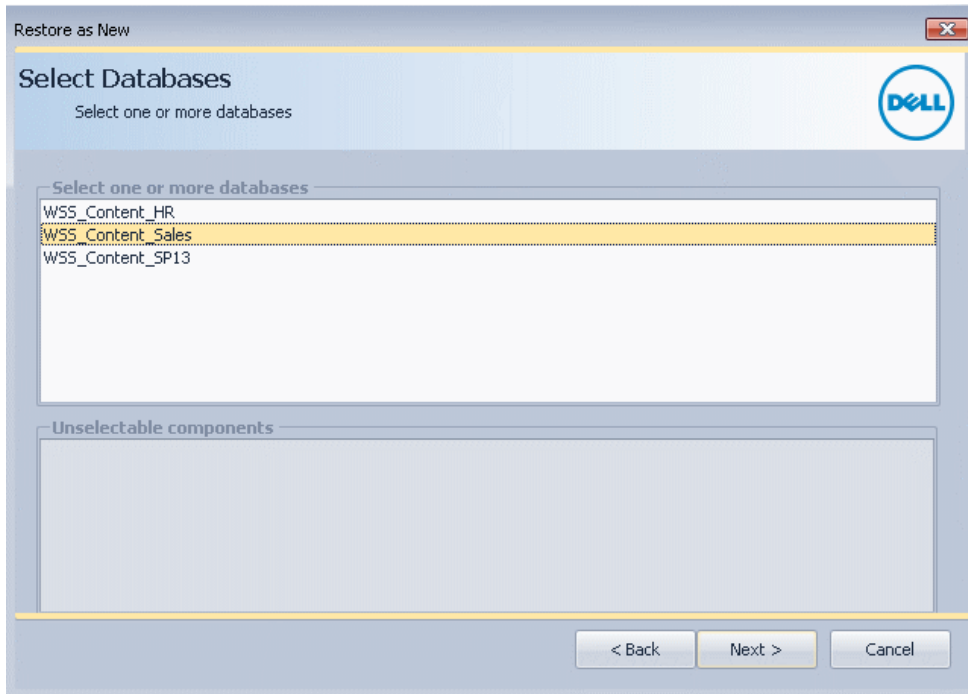 Restore as New
Select Databases
Select one or more databases
DELL
Select one or more databases
WSS_Content_HR
WSS_Content_Sales
WSS_Content_SP13
Unselectable components
< Back
Next >
Cancel